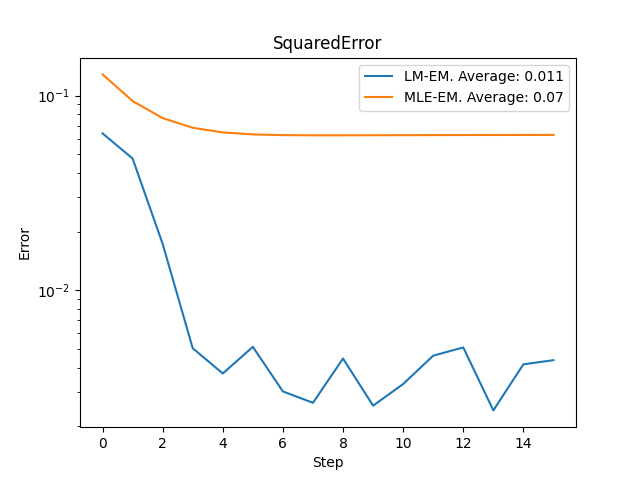 SquaredError
LM-EM. Average: 0.011
MLE-EM. Average: 0.07
10⁻¹
10⁻²
Error
0 2 4 6 8 10 12 14
Step